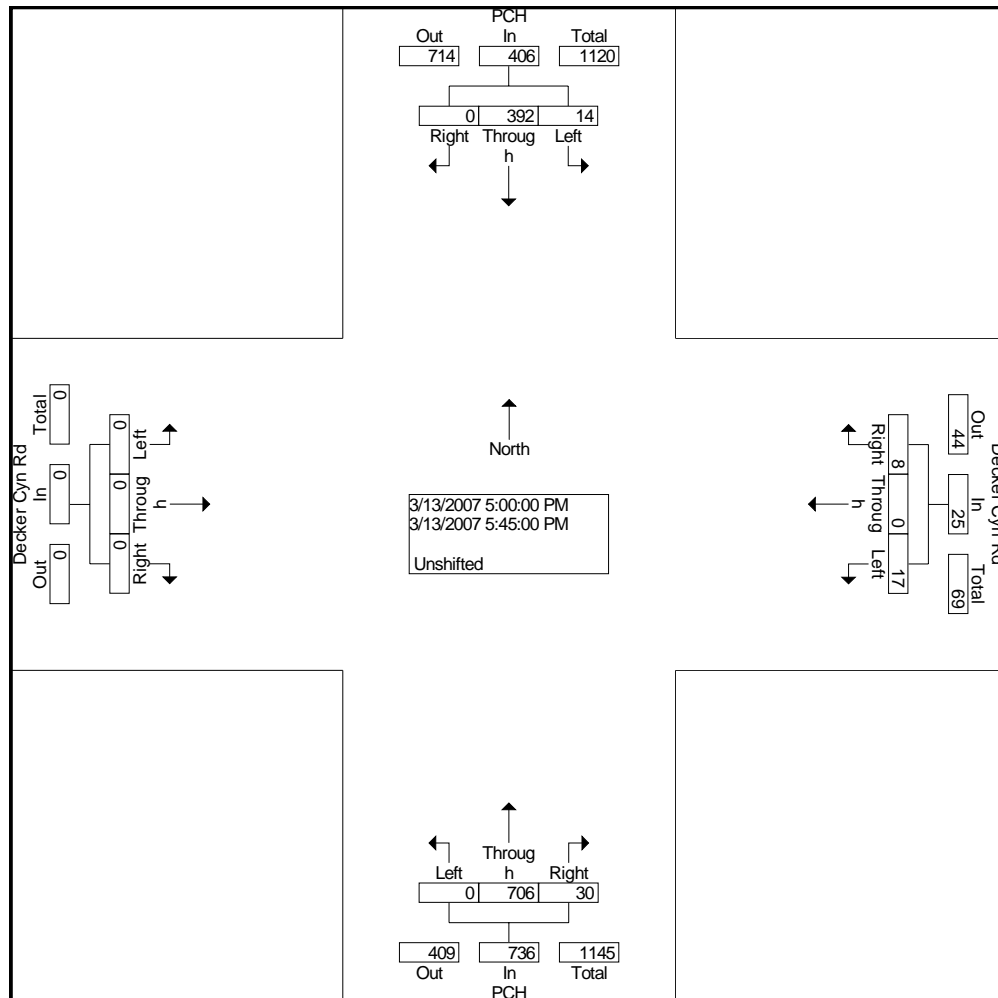 PCH
Out In Total
714 406 1120
0 392 14
Right Throug
h Left
North
3/13/2007 5:00:00 PM
3/13/2007 5:45:00 PM
Unshifted
Decker Cyn Rd
Total In Out
0 0 0
0 0 0
Left Throug
h Right
Decker Cyn Rd
Out In Total
44 25 69
8 0 17
Right Throug
h Left
Throug
Left h Right
0 706 30
409 736 1145
Out In Total
PCH